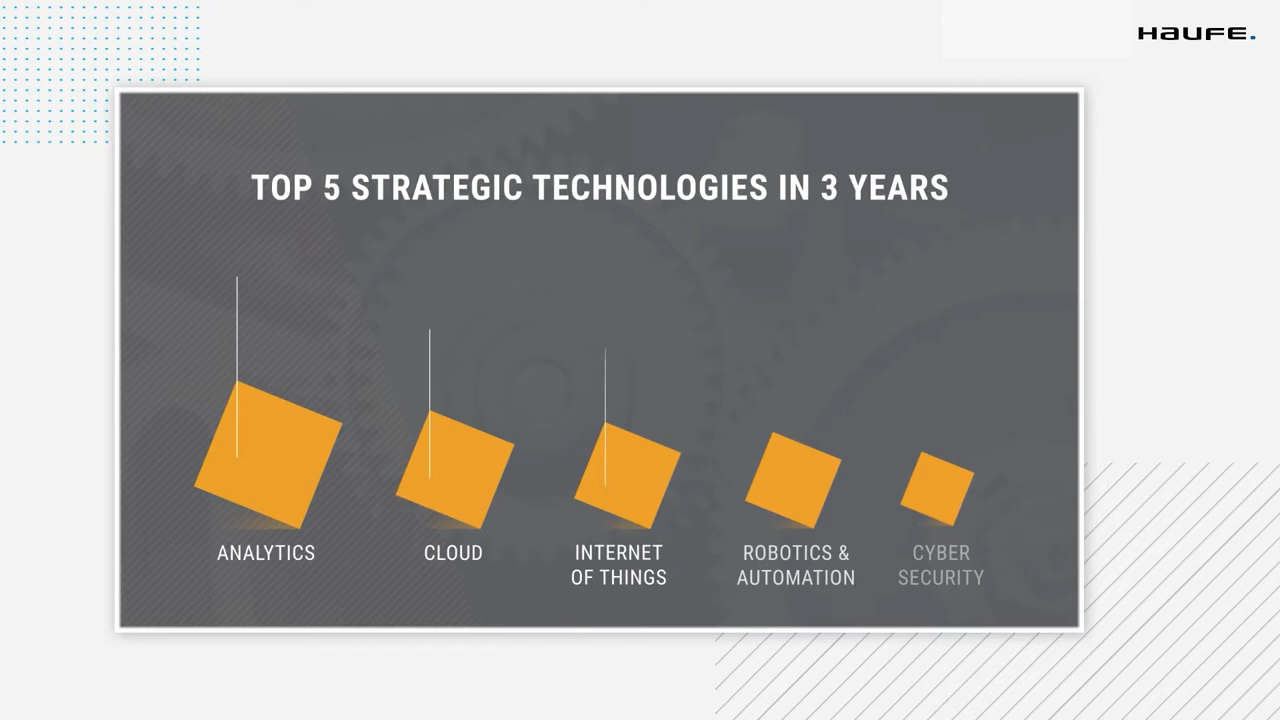 HAUFE.
TOP 5 STRATEGIC TECHNOLOGIES IN 3 YEARS
ANALYTICS
CLOUD
INTERNET
OF THINGS
ROBOTICS &
AUTOMATION
CYBER
SECURITY